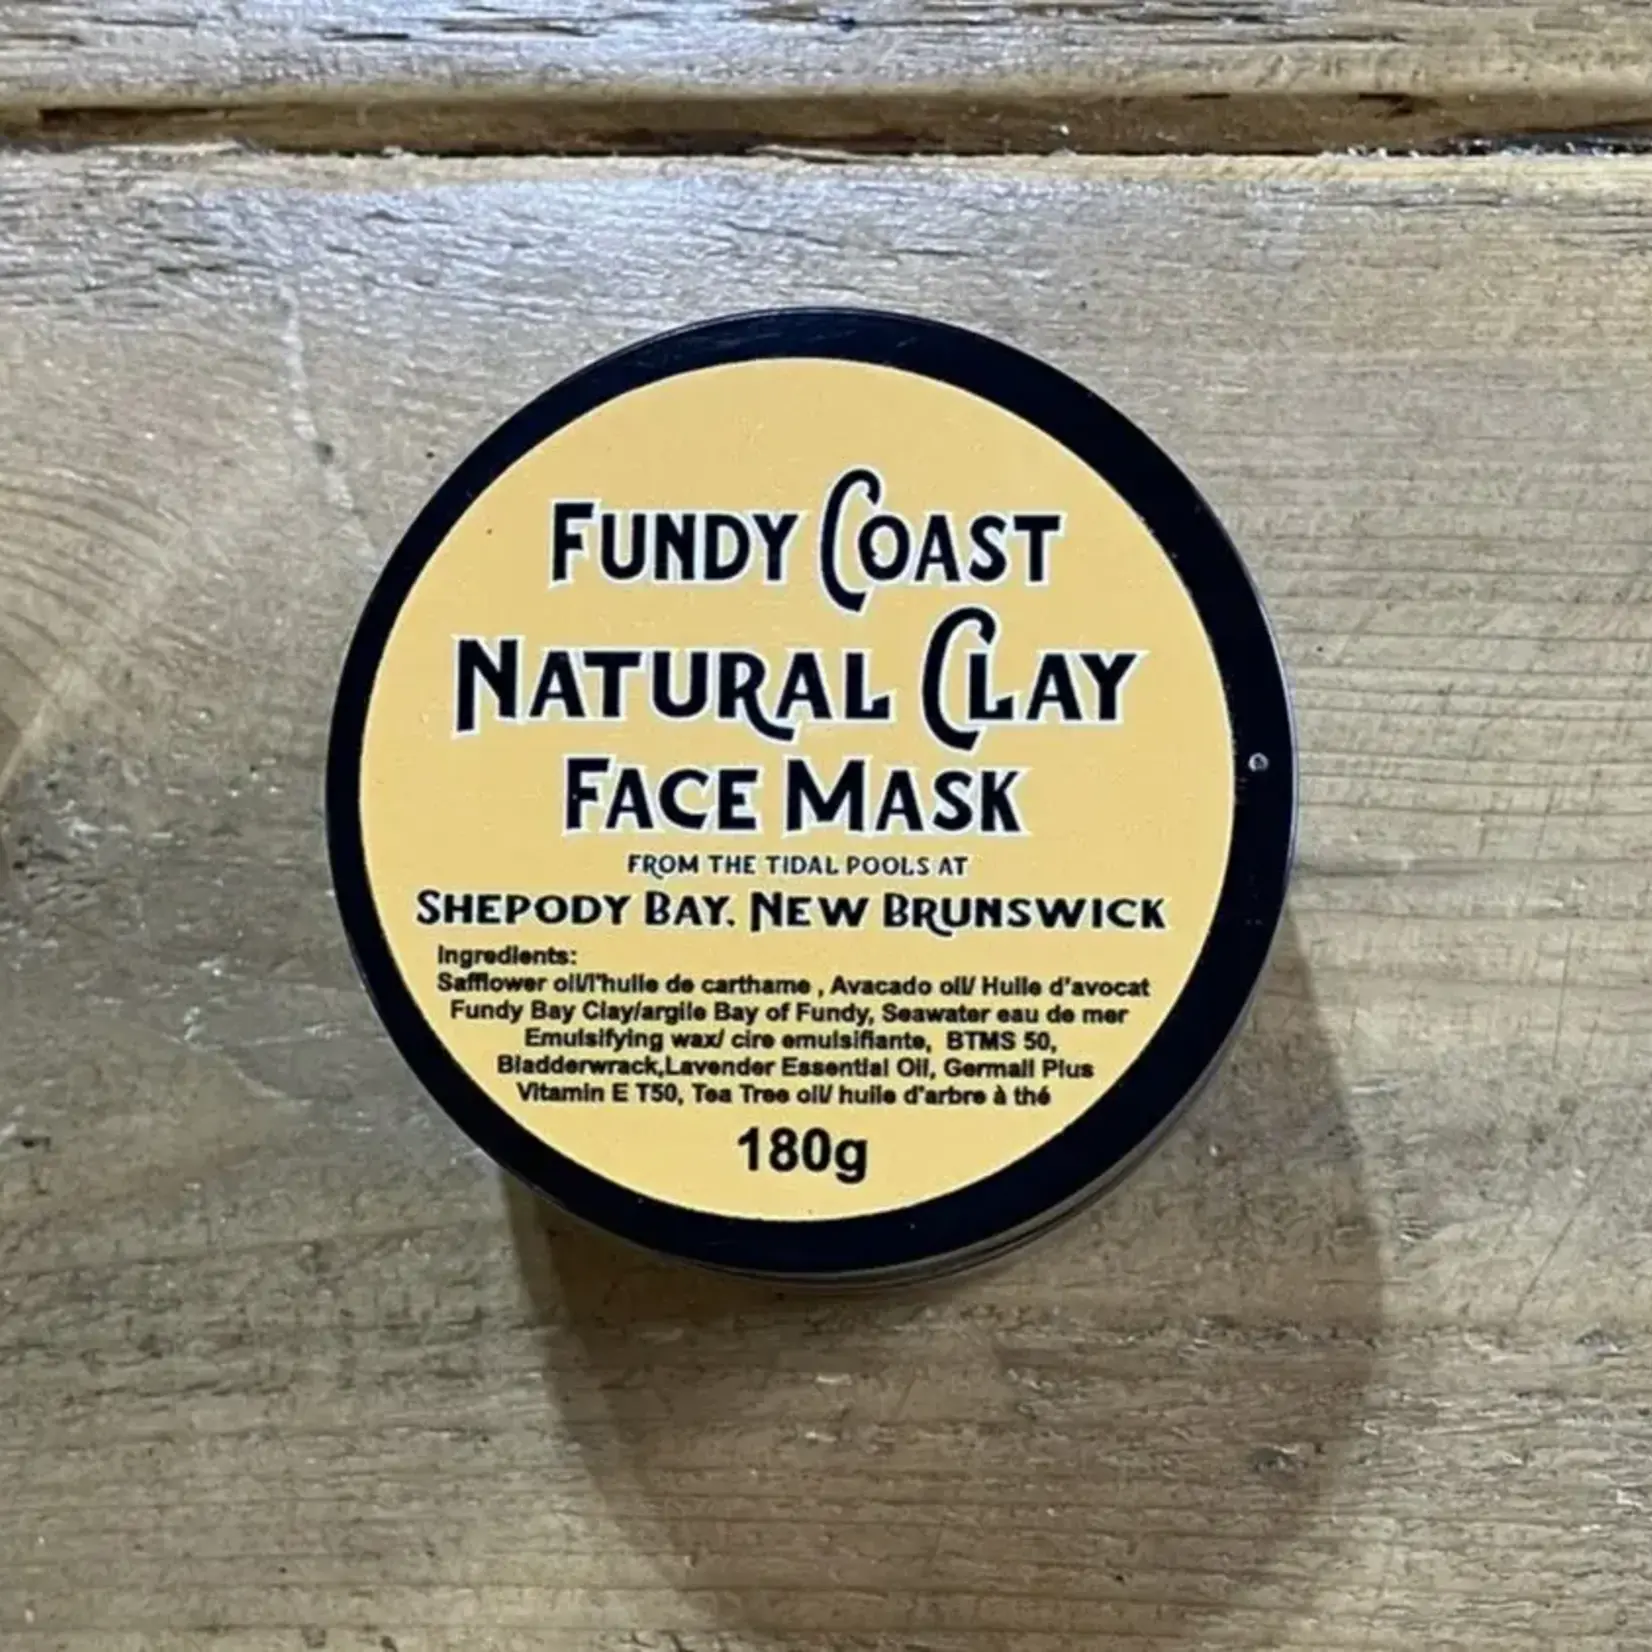 FUNDY COAST
NATURAL CLAY
FACE MASK
FROM THE TIDAL POOLS AT
SHEPODY BAY, NEW BRUNSWICK
Ingredients:
Safflower oil/l'huile de carthame , Avacado oil/ Huile d'avocat
Fundy Bay Clay/argile Bay of Fundy, Seawater eau de mer
Emulsifying wax/ cire emulsifiante, BTMS 50,
Bladderwrack,Lavender Essential Oil, Germall Plus
Vitamin E T50, Tea Tree oil/ huile d'arbre à thé
180g